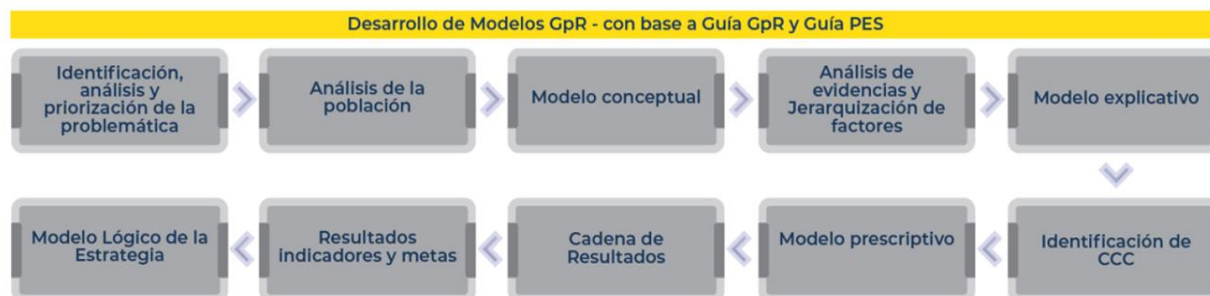 Desarrollo de Modelos GpR - con base a Guía GpR y Guía PES
Identificación,
análisis y
priorización de la
problemática
Análisis de la
población
Modelo conceptual
Análisis de
evidencias y
Jerarquización de
factores
Modelo explicativo
Identificación de
CCC
Modelo prescriptivo
Cadena de
Resultados
Resultados
indicadores y metas
Modelo Lógico de la
Estrategia